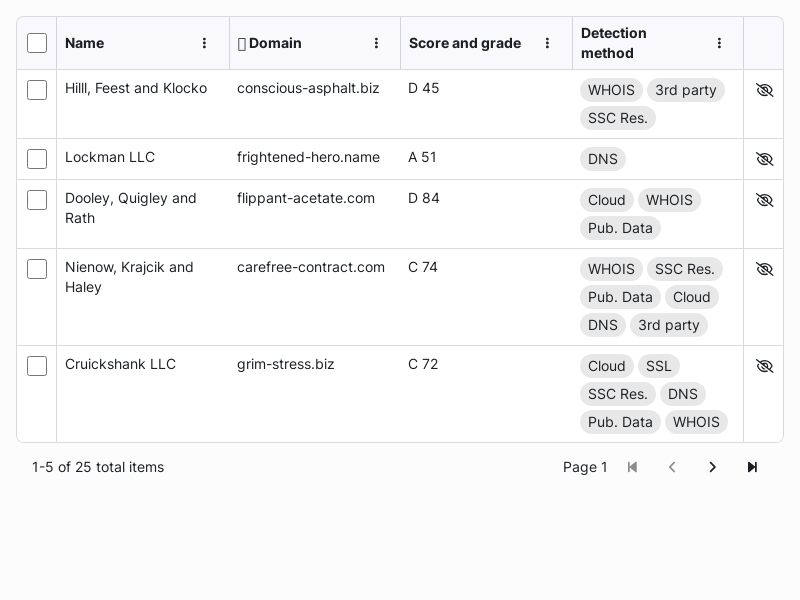 Name Domain Score and grade Detection method
Hilll, Feest and Klocko conscious-asphalt.biz D 45 WHOIS 3rd party
SSC Res.
Lockman LLC frightened-hero.name A 51 DNS
Dooley, Quigley and flippant-acetate.com D 84 Cloud WHOIS
Rath Pub. Data
Nienow, Krajcik and carefree-contract.com C 74 WHOIS SSC Res.
Haley Pub. Data Cloud
DNS 3rd party
Cruickshank LLC grim-stress.biz C 72 Cloud SSL
SSC Res. DNS
Pub. Data WHOIS
1-5 of 25 total items Page 1